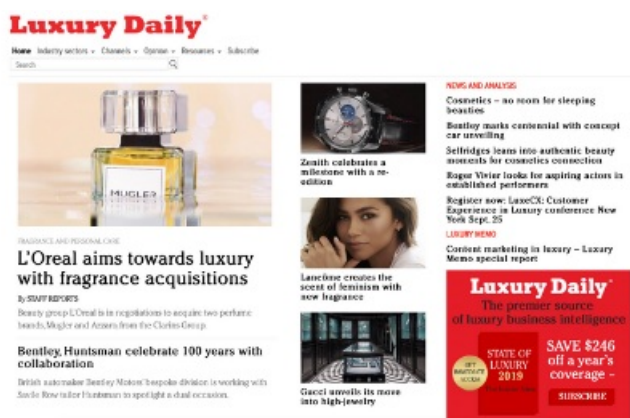 Luxury Daily®
Home Industry sectors Channels Opinion Resources Subscribe
Search
MUGLER
FRAGRANCE AND PERSONAL CARE
L'Oreal aims towards luxury
with fragrance acquisitions
By STAFF REPORTS
Beauty group L'Oreal is in negotiations to acquire two perfume
brands, Mugler and Azzaro, from the Clarins Group.
Bentley, Huntsman celebrate 100 years with
collaboration
British automaker Bentley Motors' bespoke division is working with
Savile Row tailor Huntsman to spotlight a dual occasion.
Zenith celebrates a
milestone with a re-
edition
Lancôme creates the
scent of feminism with
new fragrance
Gucci unveils its move
into high-jewelry
NEWS AND ANALYSIS
Cosmetics – no room for sleeping
beauties
Bentley marks centennial with concept
car unveiling
Selfridges leans into authentic beauty
moments for cosmetics connection
Roger Vivier looks for aspiring actors in
established performers
Register now: LuxeCX: Customer
Experience in Luxury conference New
York Sept. 25
LUXURY MEMO
Content marketing in luxury – Luxury
Memo special report
Luxury Daily®
The premier source
of luxury business intelligence
GET
IMMEDIATE
ACCESS
STATE OF
LUXURY
2019
SAVE $246
off a year's
coverage –
SUBSCRIBE